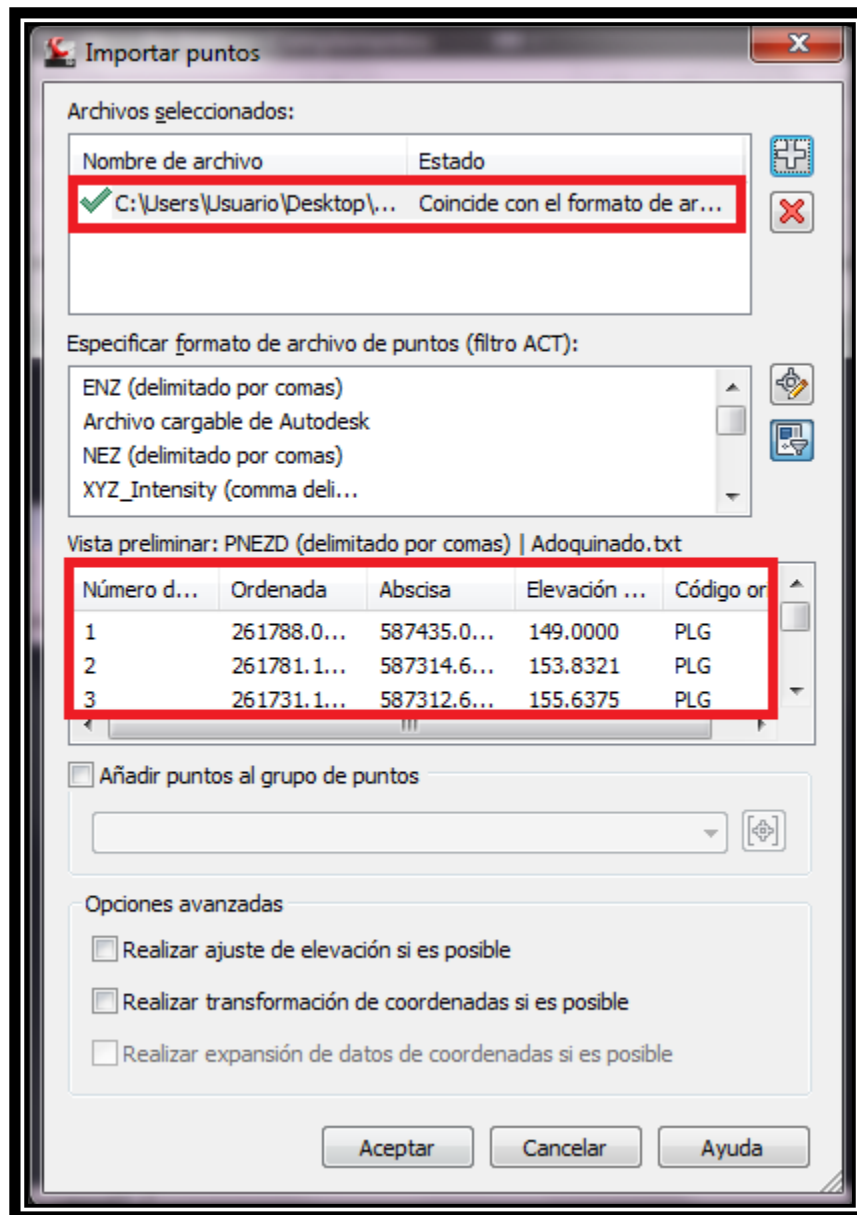 Importar puntos
Archivos seleccionados:
Nombre de archivo Estado
C:\Users\Usuario\Desktop\... Coincide con el formato de ar...
Especificar formato de archivo de puntos (filtro ACT):
ENZ (delimitado por comas)
Archivo cargable de Autodesk
NEZ (delimitado por comas)
XYZ_Intensity (comma deli...
Vista preliminar: PNEZD (delimitado por comas) | Adoquinado.txt
Número d... Ordenada Abscisa Elevación ... Código or
1 261788.0... 587435.0... 149.0000 PLG
2 261781.1... 587314.6... 153.8321 PLG
3 261731.1... 587312.6... 155.6375 PLG
Añadir puntos al grupo de puntos
Opciones avanzadas
Realizar ajuste de elevación si es posible
Realizar transformación de coordenadas si es posible
Realizar expansión de datos de coordenadas si es posible
Aceptar Cancelar Ayuda